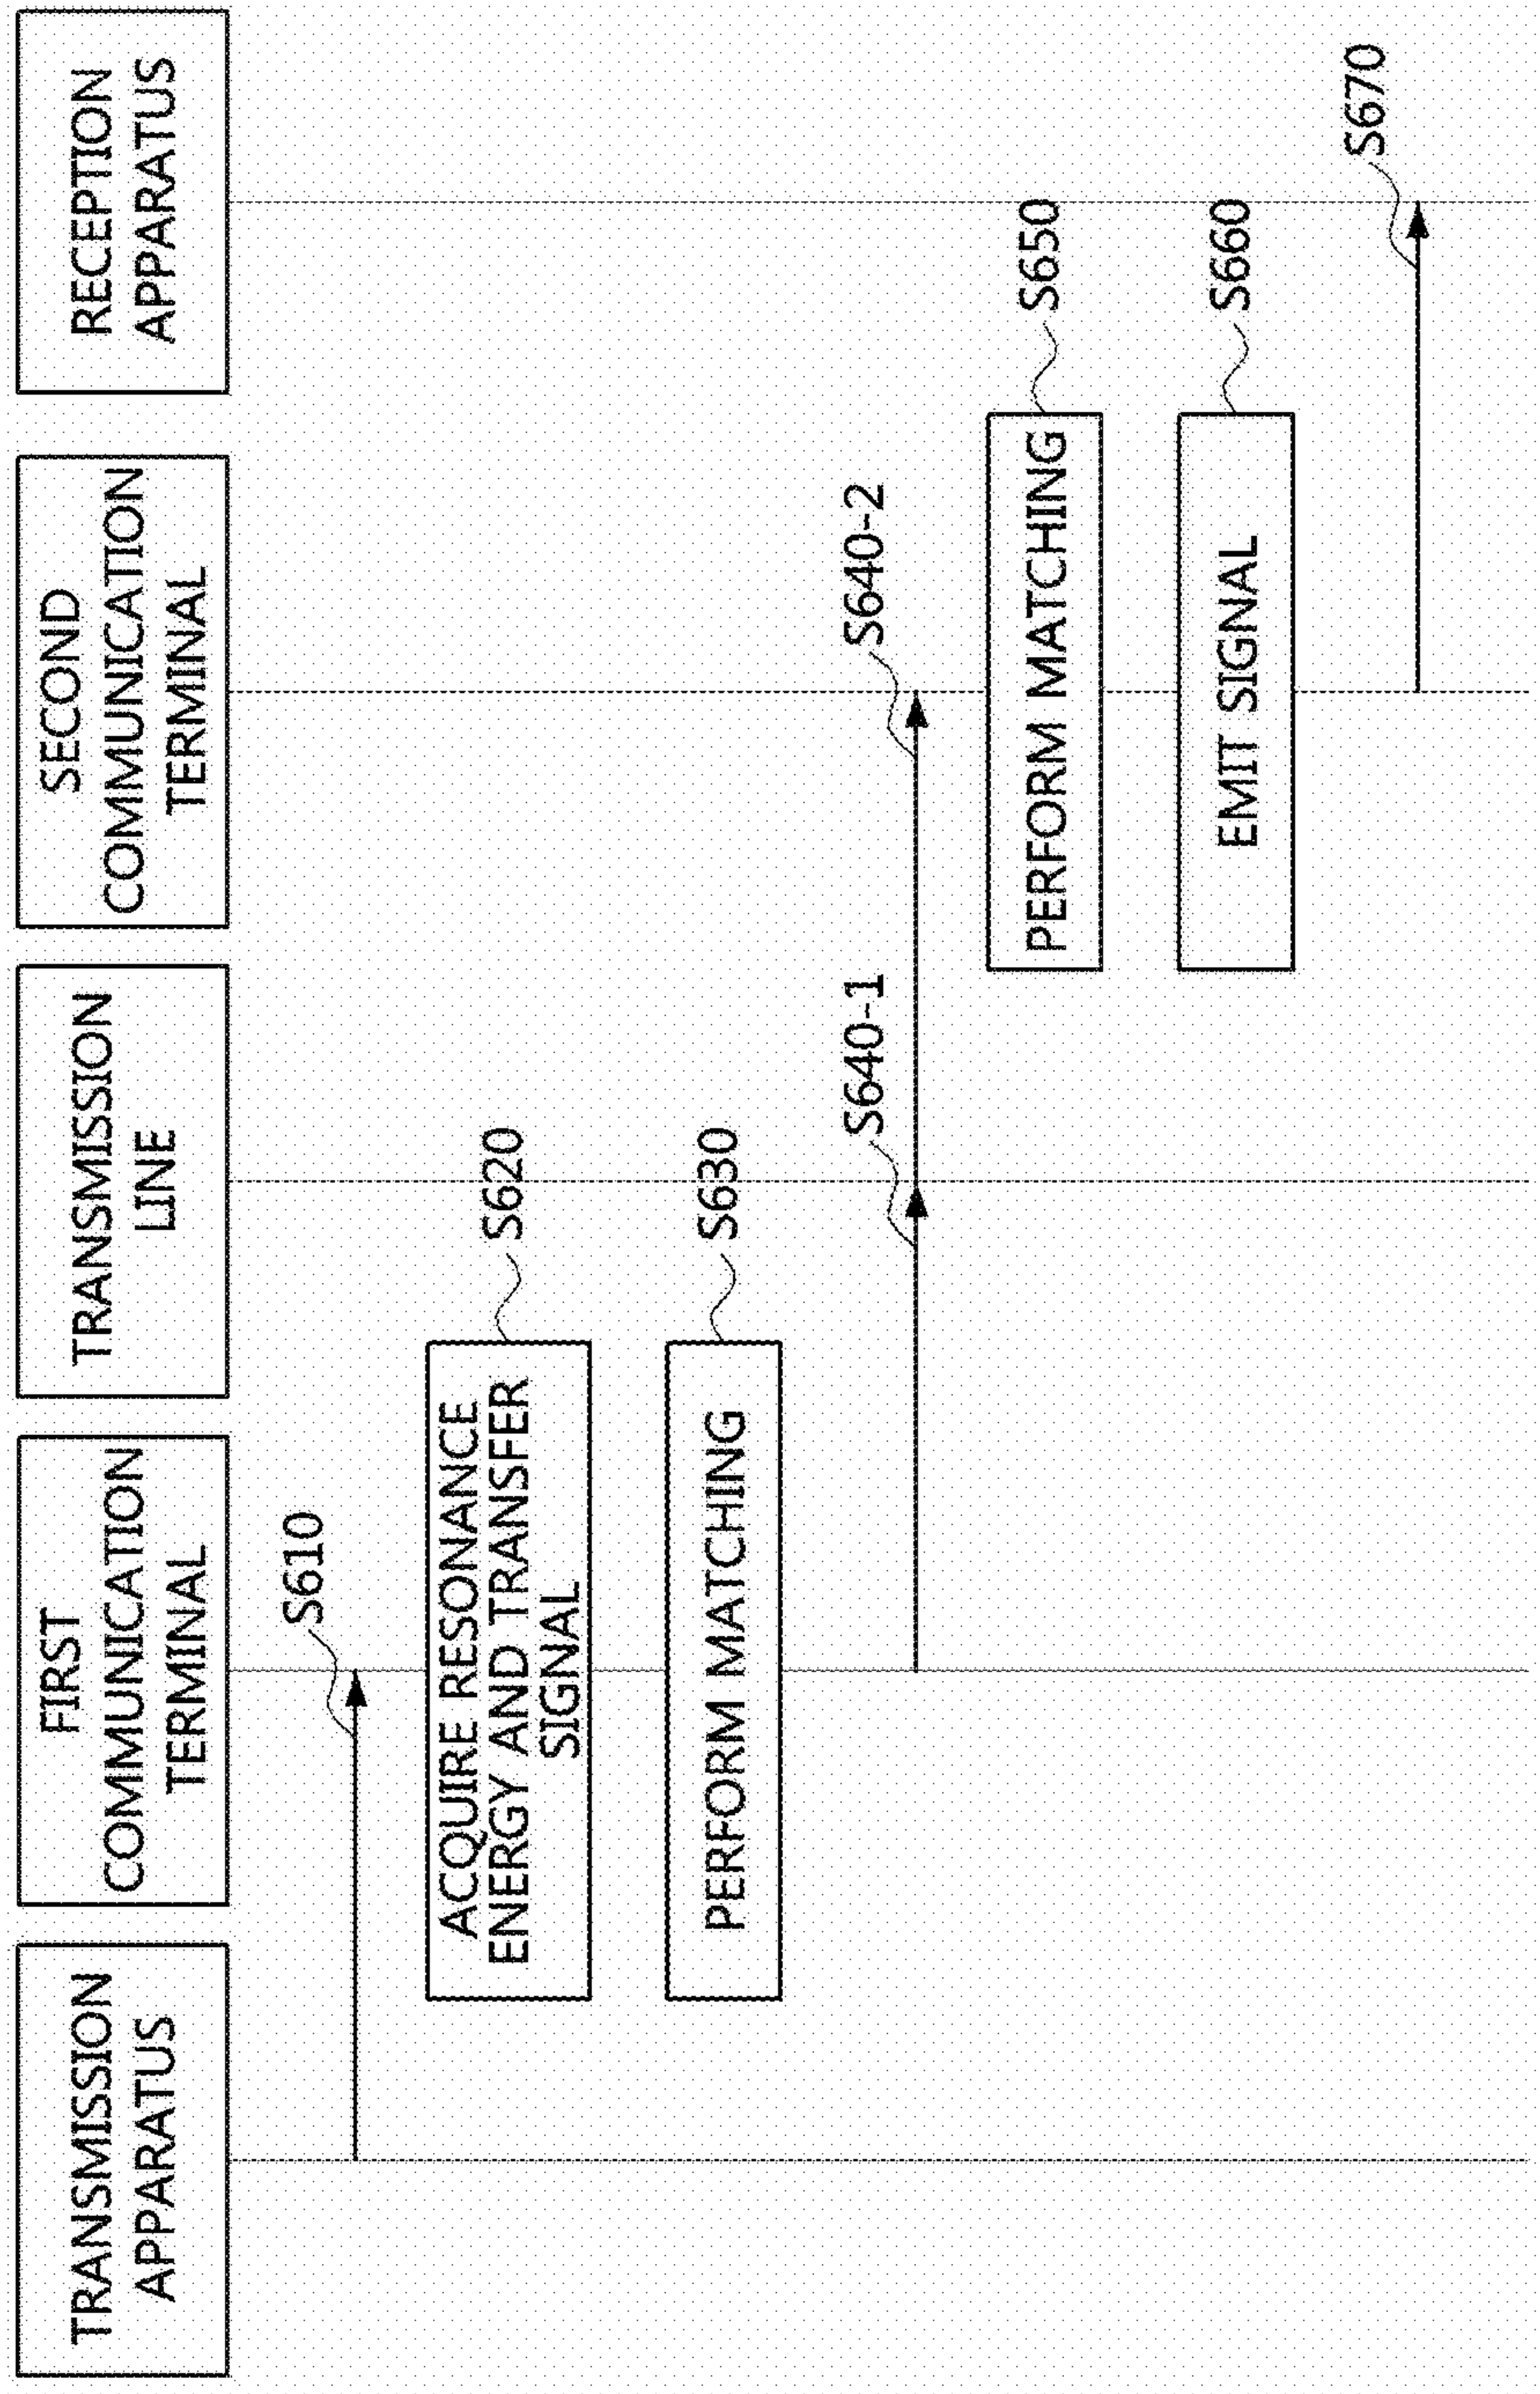 TRANSMISSION
APPARATUS
FIRST
COMMUNICATION
TERMINAL
TRANSMISSION
LINE
SECOND
COMMUNICATION
TERMINAL
RECEPTION
APPARATUS
S610
ACQUIRE RESONANCE
ENERGY AND TRANSFER
SIGNAL
S620
PERFORM MATCHING
S630
S640-1
S640-2
PERFORM MATCHING
S650
EMIT SIGNAL
S660
S670